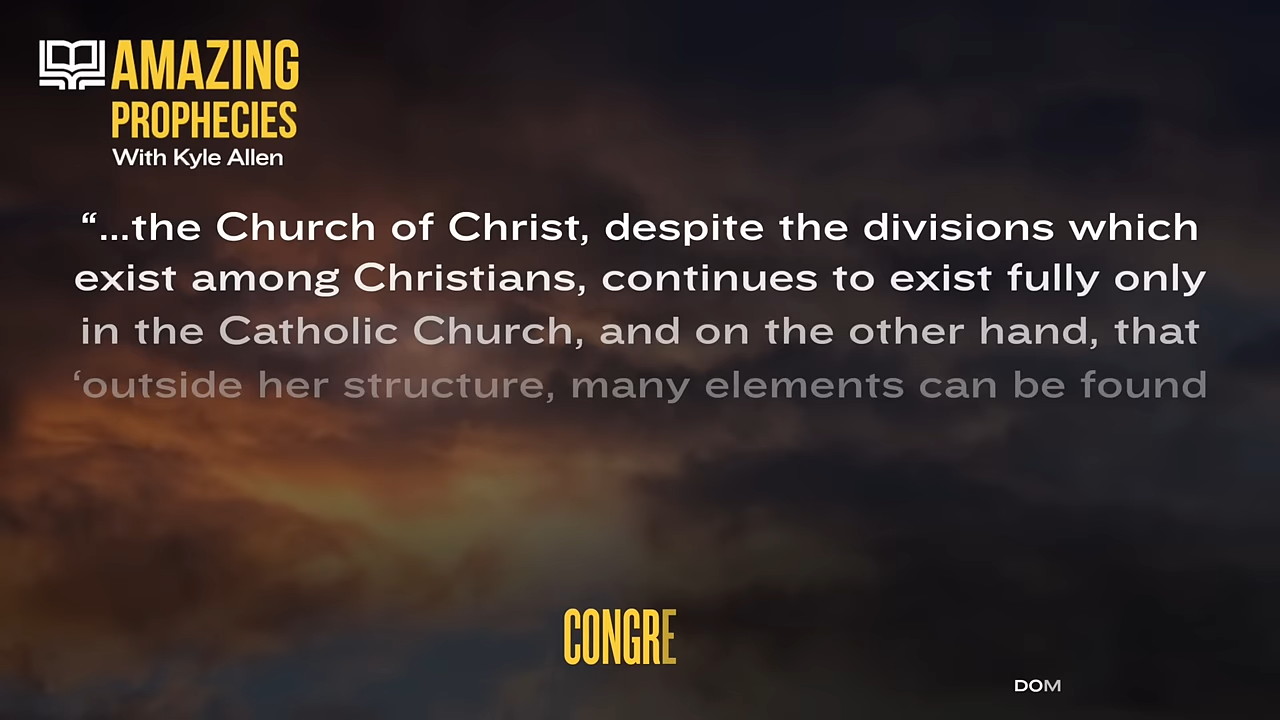 AMAZING
PROPHECIES
With Kyle Allen
“...the Church of Christ, despite the divisions which
exist among Christians, continues to exist fully only
in the Catholic Church, and on the other hand, that
‘outside her structure, many elements can be found
CONGRE
DOM